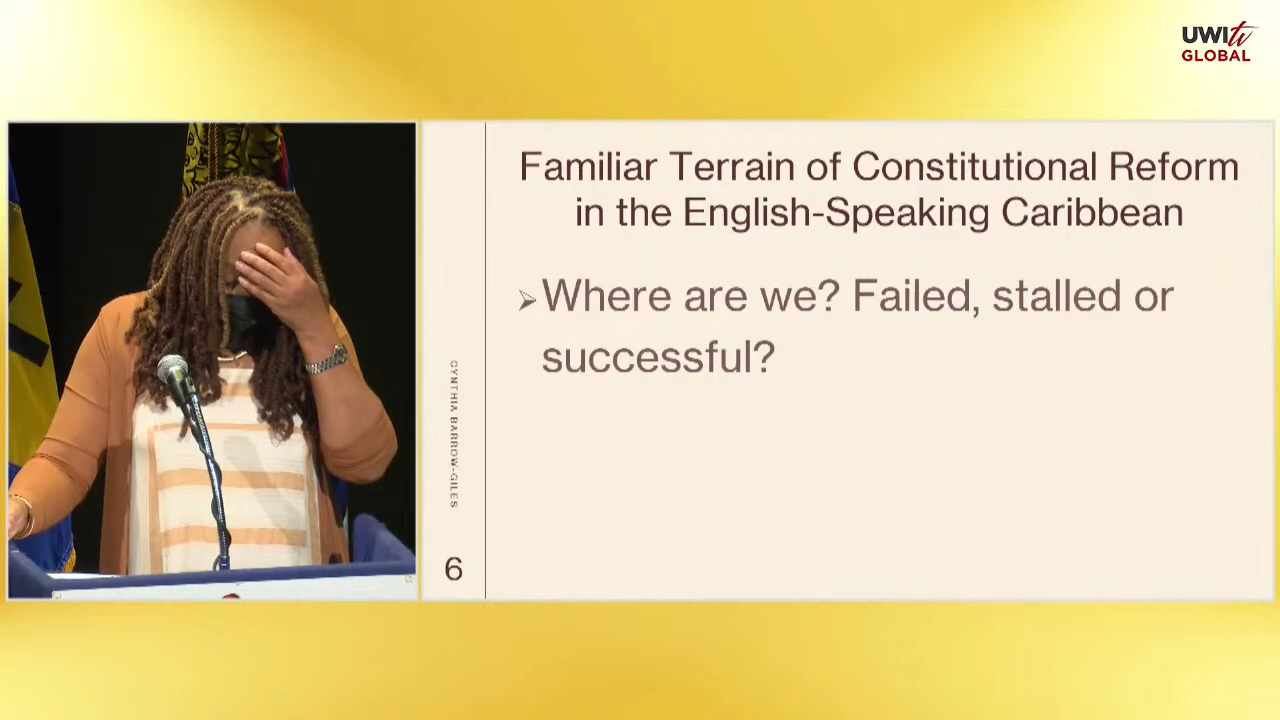 UWItv
GLOBAL
Familiar Terrain of Constitutional Reform
in the English-Speaking Caribbean
➢Where are we? Failed, stalled or
successful?
CYNTHIA BARROW-GILES
6